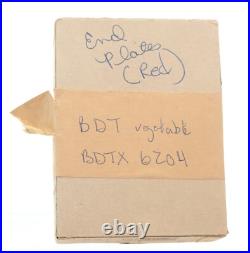 End
Plates
(Red)
BDT vegetable
BDTX 6204